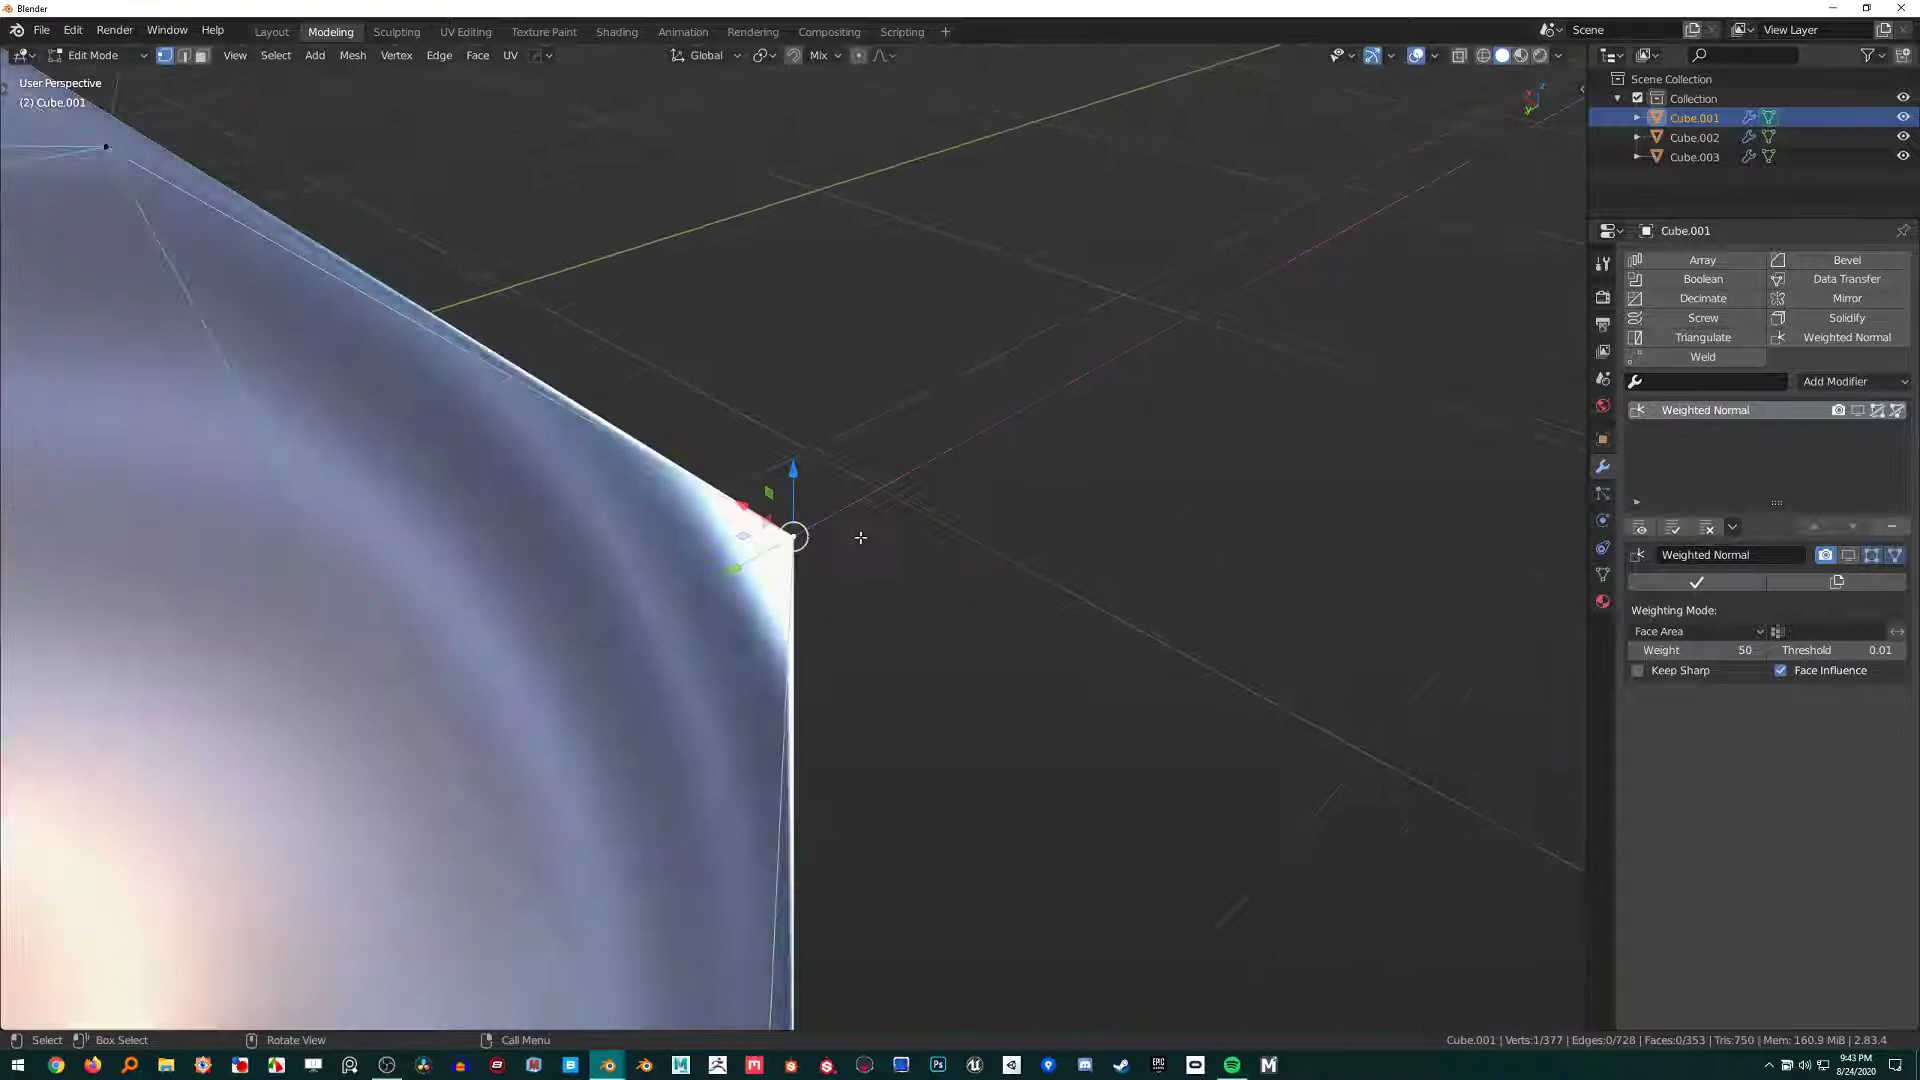 Blender
File Edit Render Window Help Layout Modeling Sculpting UV Editing Texture Paint Shading Animation Rendering Compositing Scripting + Scene View Layer
Edit Mode View Select Add Mesh Vertex Edge Face UV Global Mix
User Perspective
(2) Cube.001
Scene Collection
Collection
Cube.001
Cube.002
Cube.003
Cube.001
Array Bevel
Boolean Data Transfer
Decimate Mirror
Screw Solidify
Triangulate Weighted Normal
Weld
Add Modifier
Weighted Normal
Weighted Normal
Weighting Mode:
Face Area
Weight 50 Threshold 0.01
Keep Sharp Face Influence
Select Box Select Rotate View Call Menu Cube.001 | Verts:1/377 | Edges:0/728 | Faces:0/353 | Tris:750 | Mem: 160.9 MiB | 2.83.4
9:43 PM
8/24/2020